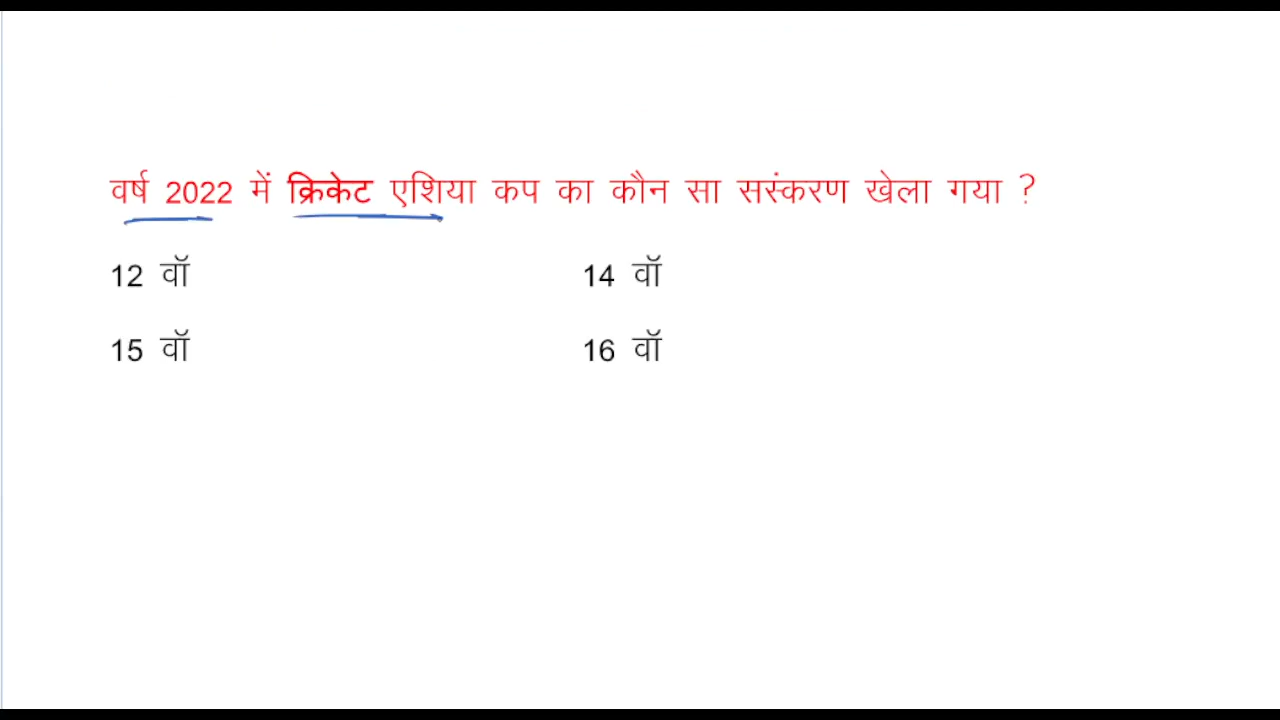 वर्ष 2022 में क्रिकेट एशिया कप का कौन सा सस्ंकरण खेला गया ?
12 वॉ 14 वॉ
15 वॉ 16 वॉ